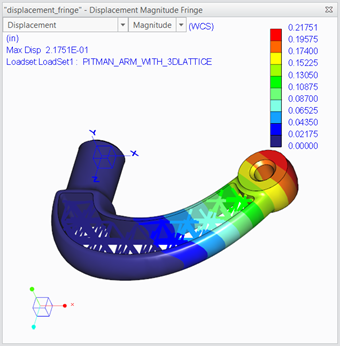 "displacement_fringe" - Displacement Magnitude Fringe
Displacement Magnitude (WCS)
(in)
Max Disp 2.1751E-01
Loadset:LoadSet1 : PITMAN_ARM_WITH_3DLATTICE
0.21751
0.19575
0.17400
0.15225
0.13050
0.10875
0.08700
0.06525
0.04350
0.02175
0.00000
Y
X
Z